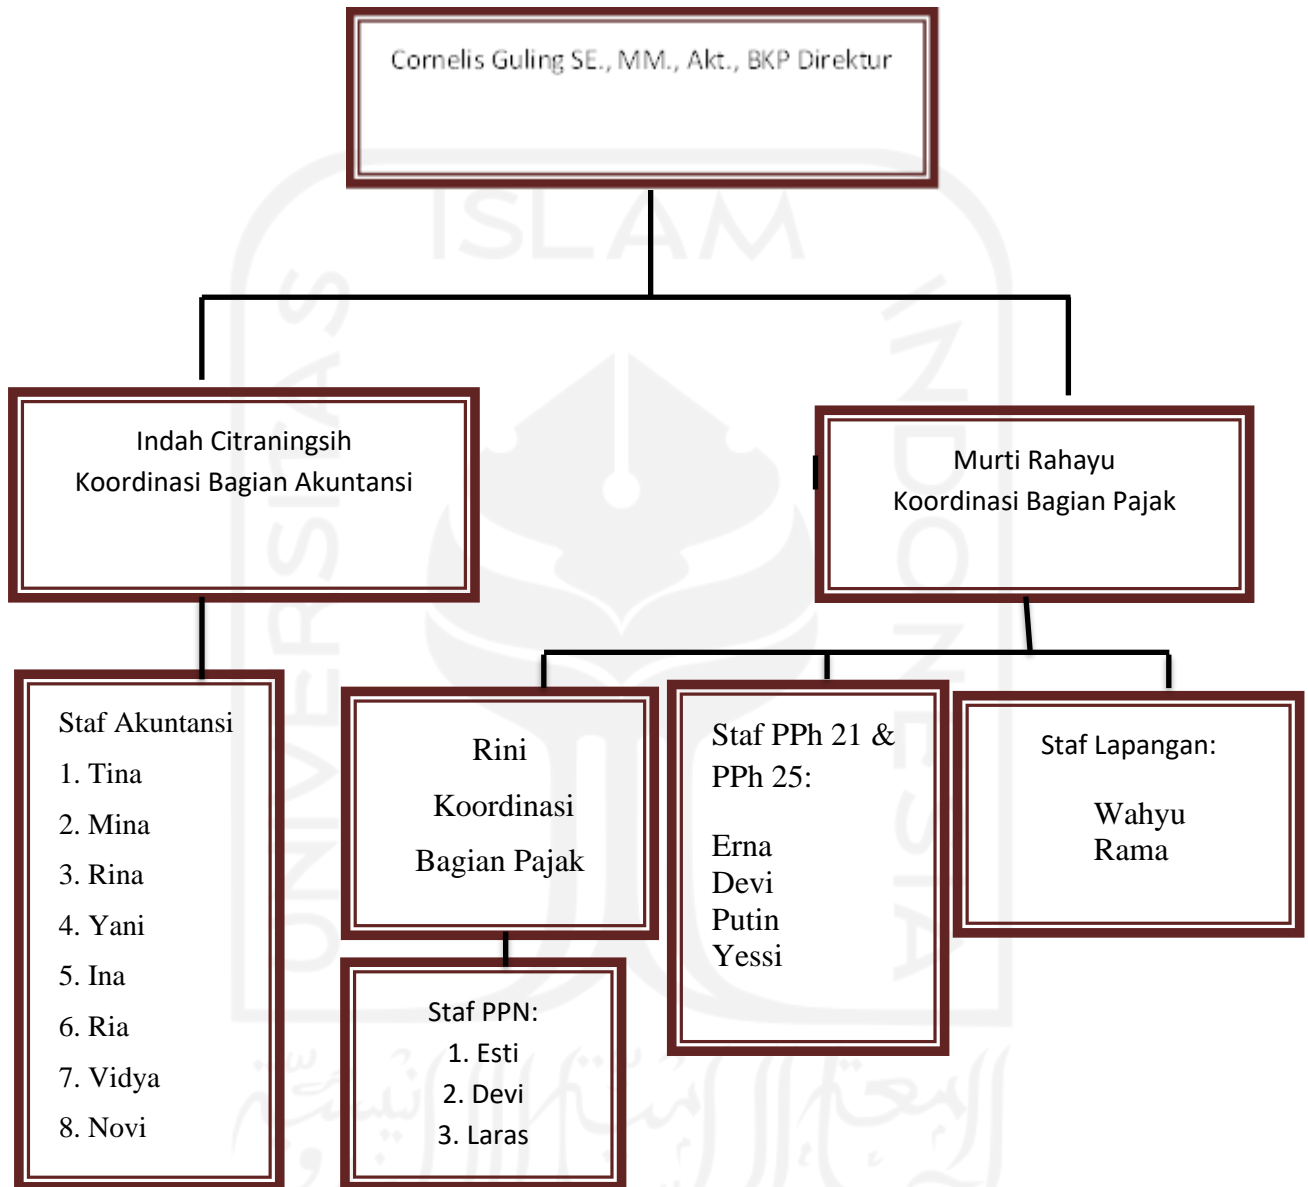 Cornelis Guling SE., MM., Akt., BKP Direktur
Indah Citraningsih
Koordinasi Bagian Akuntansi
Murti Rahayu
Koordinasi Bagian Pajak
Staf Akuntansi
1. Tina
2. Mina
3. Rina
4. Yani
5. Ina
6. Ria
7. Vidya
8. Novi
Rini
Koordinasi
Bagian Pajak
Staf PPN:
1. Esti
2. Devi
3. Laras
Staf PPh 21 &
PPh 25:
Erna
Devi
Putin
Yessi
Staf Lapangan:
Wahyu
Rama
UNIVERSITAS
ISLAM
INDONESIA